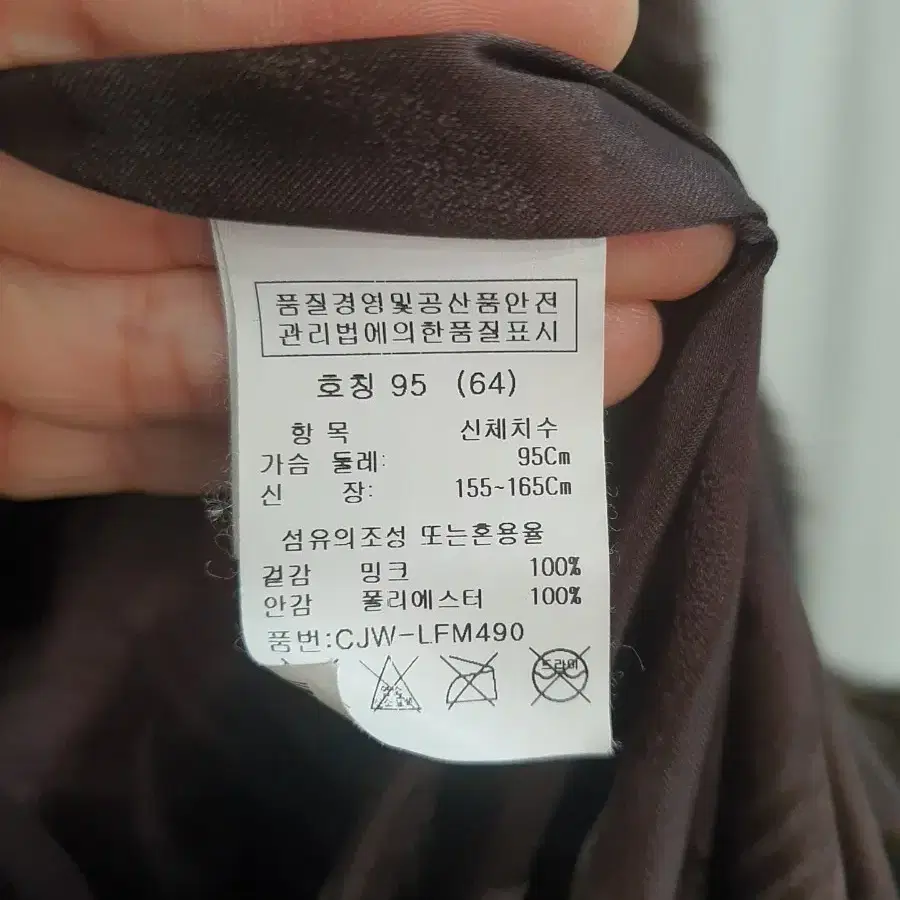 품질경영및공산품안전
관리법에의한품질표시
호칭 95 (64)
항 목 신체치수
가슴 둘레: 95Cm
신 장: 155~165Cm
섬유의조성 또는혼용율
겉감 밍크 100%
안감 폴리에스터 100%
품번:CJW-LFM490
드라이